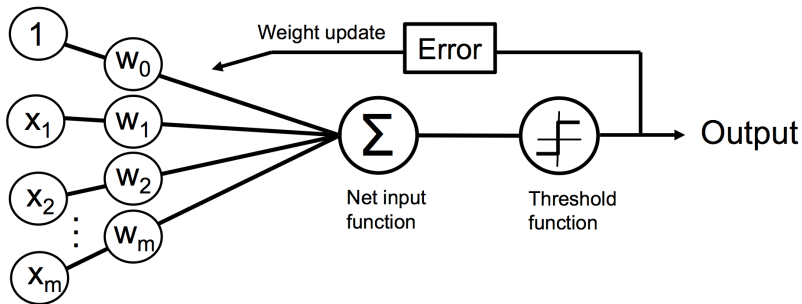 1
w0
Weight update
Error
x1
w1
Σ
Output
x2
w2
Net input
function
Threshold
function
⋮
wm
xm